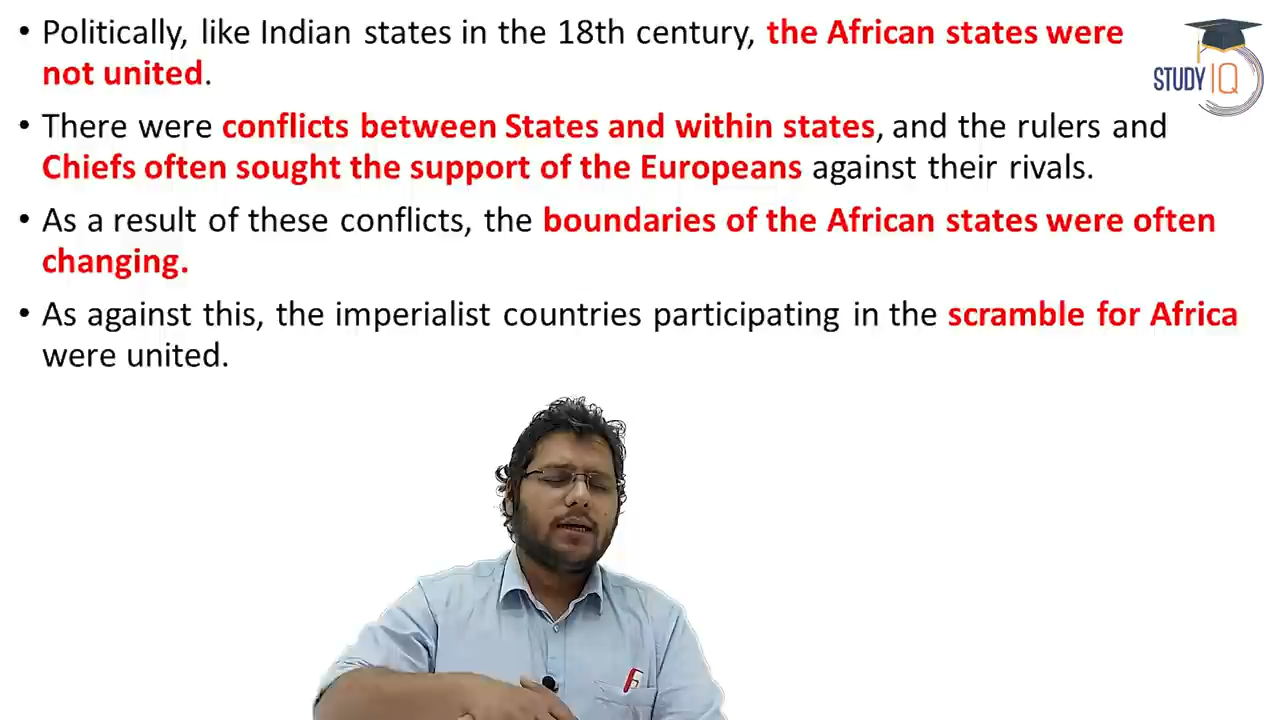 • Politically, like Indian states in the 18th century, the African states were
not united.
• There were conflicts between States and within states, and the rulers and
Chiefs often sought the support of the Europeans against their rivals.
• As a result of these conflicts, the boundaries of the African states were often
changing.
• As against this, the imperialist countries participating in the scramble for Africa
were united.
STUDY IQ